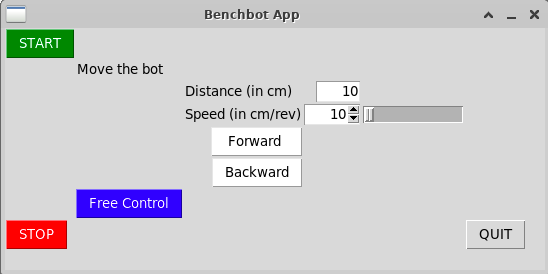 Benchbot App
START
Move the bot
Distance (in cm) 10
Speed (in cm/rev) 10
Forward
Backward
Free Control
STOP QUIT